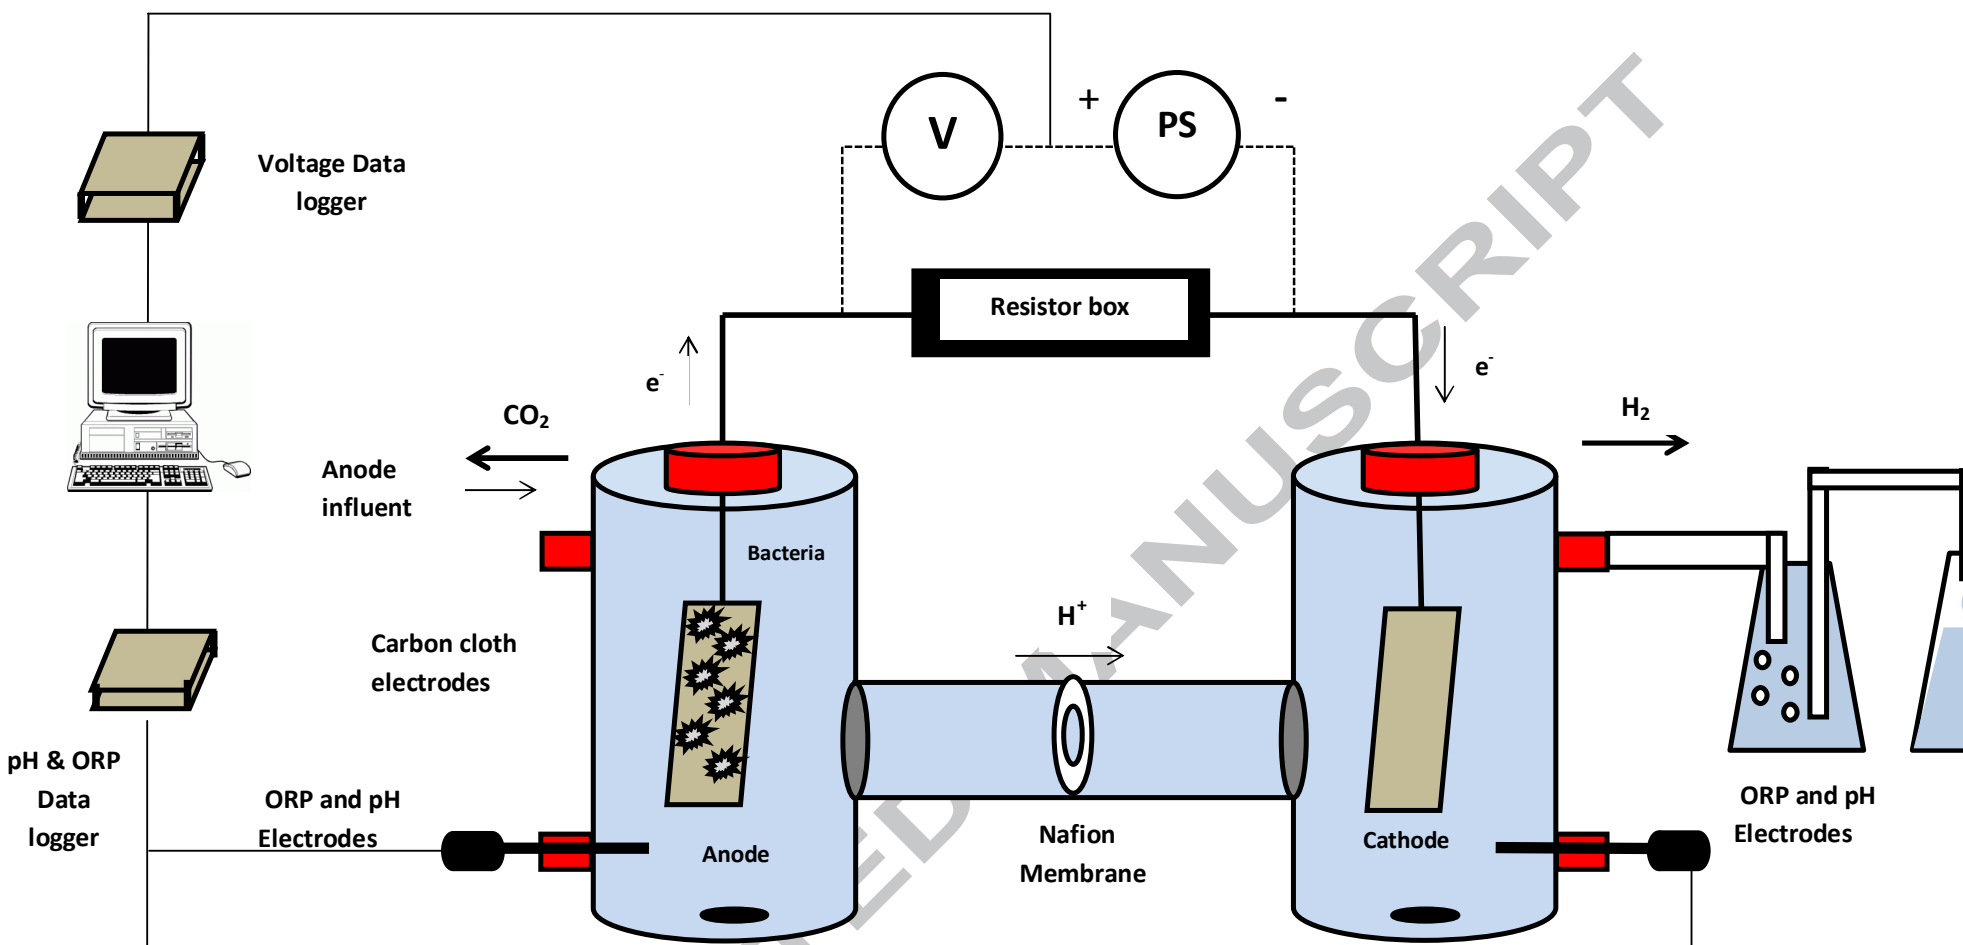 V
+
PS
-
Voltage Data
logger
Resistor box
e-
e-
CO2
H2
Anode
influent
Bacteria
H+
Carbon cloth
electrodes
pH & ORP
Data
logger
ORP and pH
Electrodes
Anode
Nafion
Membrane
Cathode
ORP and pH
Electrodes
ED MANUSCRIPT